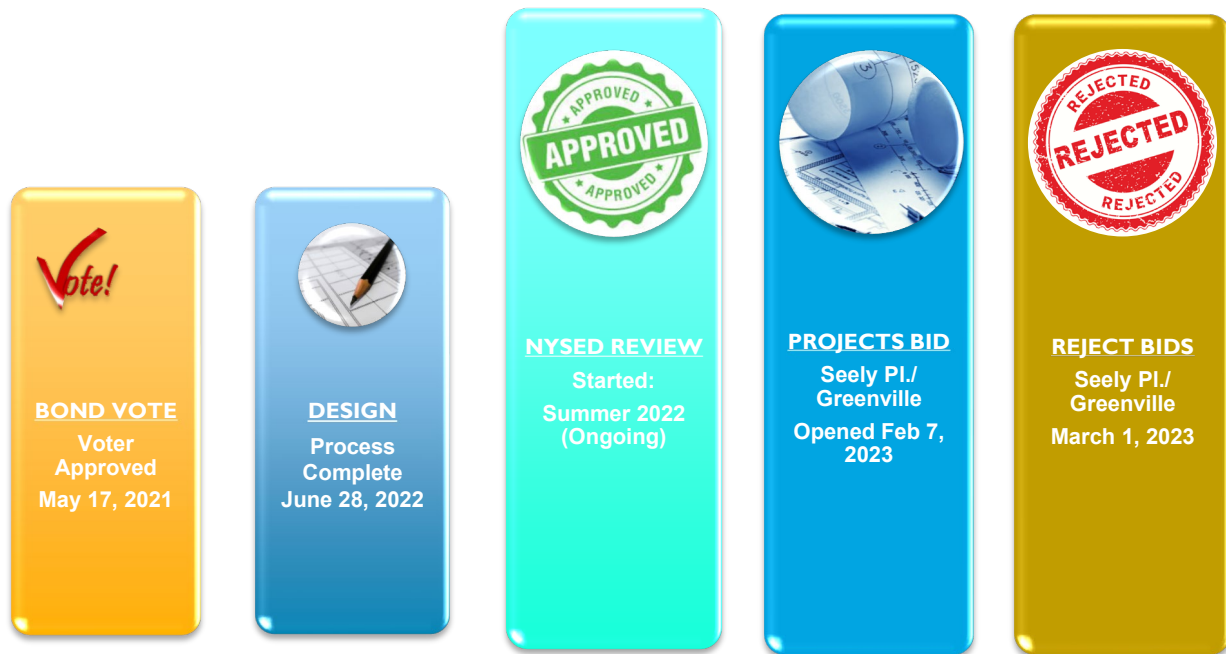 Vote!
BOND VOTE
Voter
Approved
May 17, 2021
DESIGN
Process
Complete
June 28, 2022
APPROVED
APPROVED
APPROVED
NYSED REVIEW
Started:
Summer 2022
(Ongoing)
3
PROJECTS BID
Seely Pl./
Greenville
Opened Feb 7,
2023
REJECTED
REJECTED
REJECTED
REJECT BIDS
Seely Pl./
Greenville
March 1, 2023